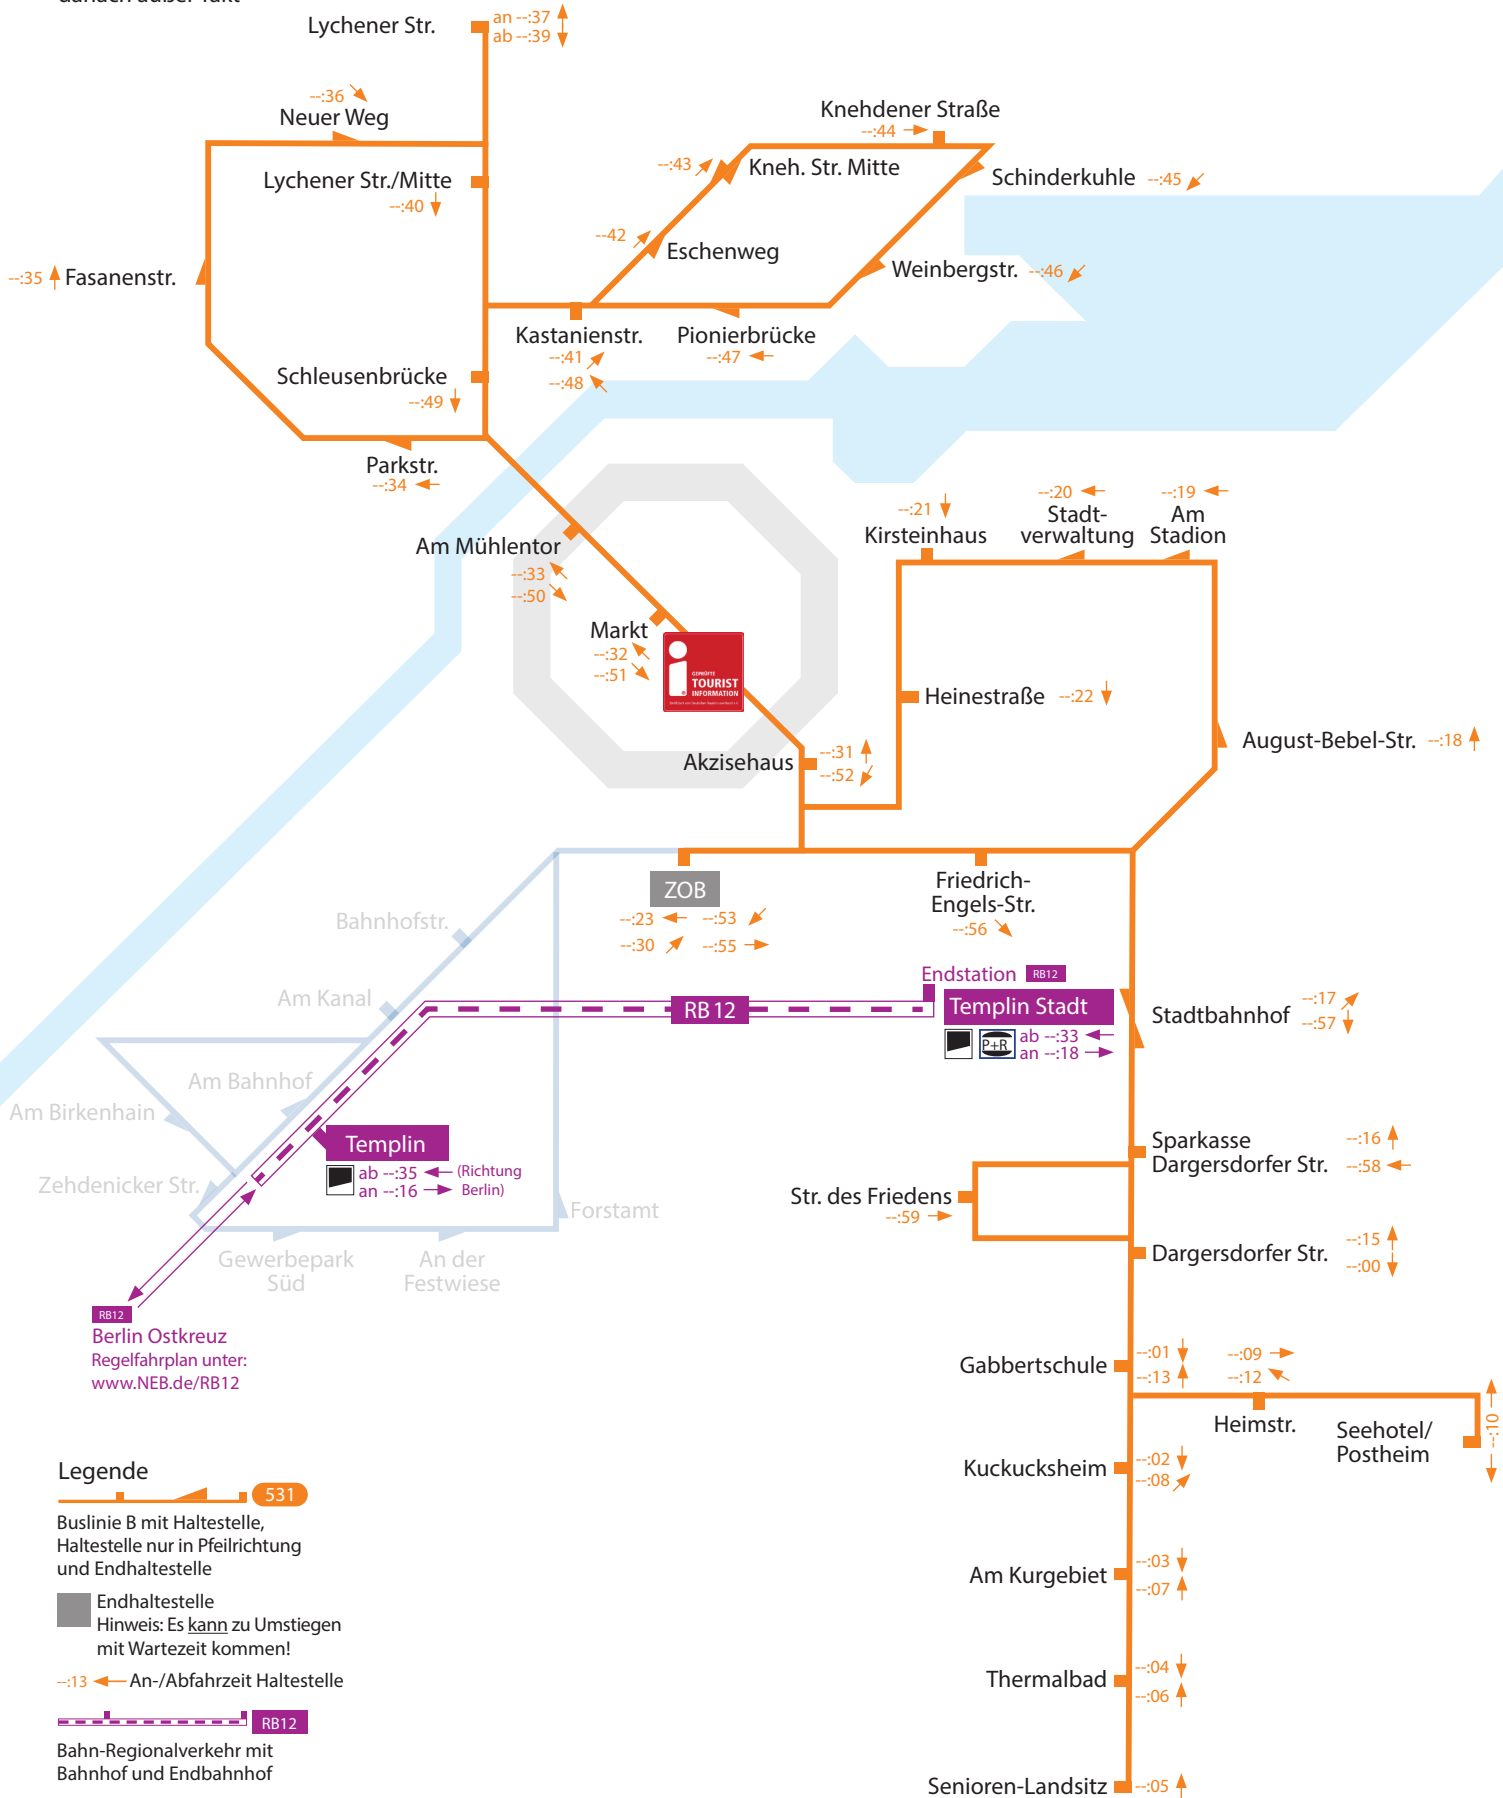 Lychener Str.
an --:37
ab --:39
--:36
Neuer Weg
Knehdener Straße
--:44
--:43
Kneh. Str. Mitte
Schinderkuhle --:45
Lychener Str./Mitte
--:40
--42
Eschenweg
Weinbergstr. --:46
--:35 Fasanenstr.
Kastanienstr.
--:41
--:48
Pionierbrücke
--:47
Schleusenbrücke
--:49
Parkstr.
--:34
--:21
Kirsteinhaus
--:20
Stadt-
verwaltung
--:19
Am
Stadion
Am Mühlentor
--:33
--:50
Markt
--:32
--:51
GEPRÜFTE
TOURIST
INFORMATION
Heinestraße --:22
August-Bebel-Str. --:18
Akzisehaus
--:31
--:52
ZOB
--:23 --:53
--:30 --:55
Friedrich-
Engels-Str.
--:56
Bahnhofstr.
Am Kanal
Am Bahnhof
Am Birkenhain
Zehdenicker Str.
Endstation RB12
Templin Stadt
P+R
ab --:33
an --:18
RB 12
Stadtbahnhof
--:17
--:57
Templin
ab --:35 (Richtung
an --:16 Berlin)
Forstamt
Gewerbepark
Süd
An der
Festwiese
Sparkasse
Dargersdorfer Str.
--:16
--:58
Str. des Friedens
--:59
Dargersdorfer Str.
--:15
--:00
RB12
Berlin Ostkreuz
Regelfahrplan unter:
www.NEB.de/RB12
Gabbertschule
--:01
--:13
--:09
--:12
Heimstr.
Seehotel/
Postheim
--:10
Kuckucksheim
--:02
--:08
Am Kurgebiet
--:03
--:07
Thermalbad
--:04
--:06
Senioren-Landsitz
--:05
Legende
531
Buslinie B mit Haltestelle,
Haltestelle nur in Pfeilrichtung
und Endhaltestelle
Endhaltestelle
Hinweis: Es kann zu Umstiegen
mit Wartezeit kommen!
--:13 An-/Abfahrzeit Haltestelle
RB12
Bahn-Regionalverkehr mit
Bahnhof und Endbahnhof